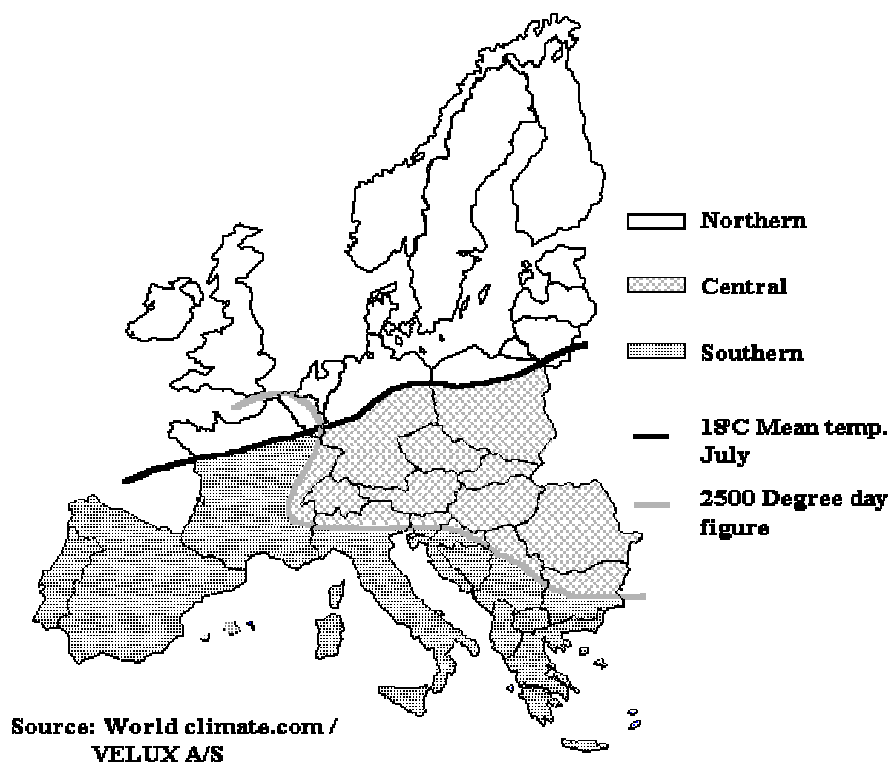 Northern
Central
Southern
18°C Mean temp.
July
2500 Degree day
figure
Source: World climate.com /
VELUX A/S